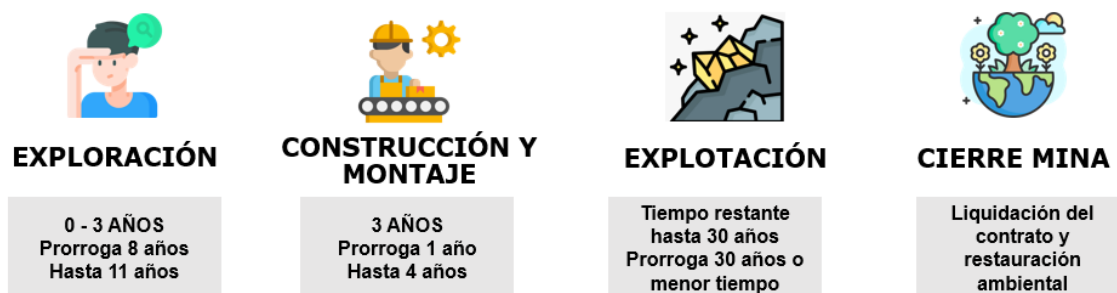 EXPLORACIÓN
0 - 3 AÑOS
Prorroga 8 años
Hasta 11 años
CONSTRUCCIÓN Y
MONTAJE
3 AÑOS
Prorroga 1 año
Hasta 4 años
EXPLOTACIÓN
Tiempo restante
hasta 30 años
Prorroga 30 años o
menor tiempo
CIERRE MINA
Liquidación del
contrato y
restauración
ambiental